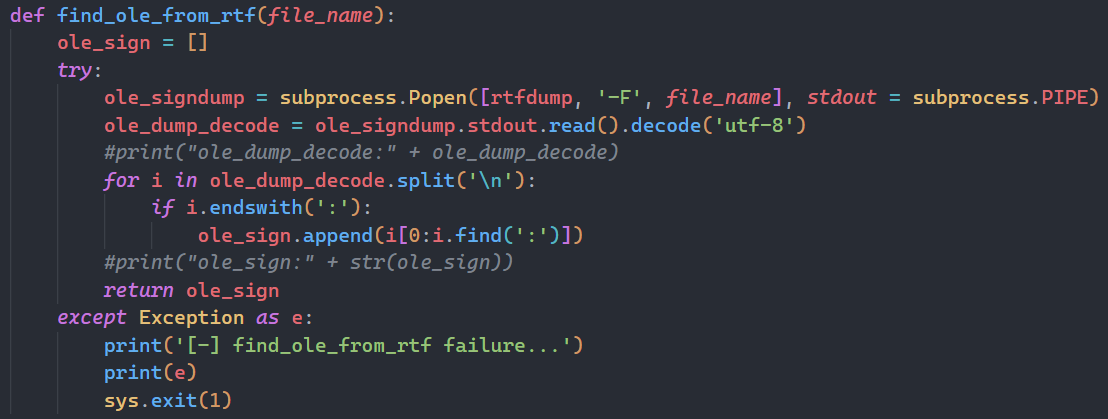 def find_ole_from_rtf(file_name):
    ole_sign = []
    try:
        ole_signdump = subprocess.Popen([rtfdump, '-F', file_name], stdout = subprocess.PIPE)
        ole_dump_decode = ole_signdump.stdout.read().decode('utf-8')
        #print("ole_dump_decode:" + ole_dump_decode)
        for i in ole_dump_decode.split('\n'):
            if i.endswith(':'):
                ole_sign.append(i[0:i.find(':')])
        #print("ole_sign:" + str(ole_sign))
        return ole_sign
    except Exception as e:
        print('[-] find_ole_from_rtf failure...')
        print(e)
        sys.exit(1)